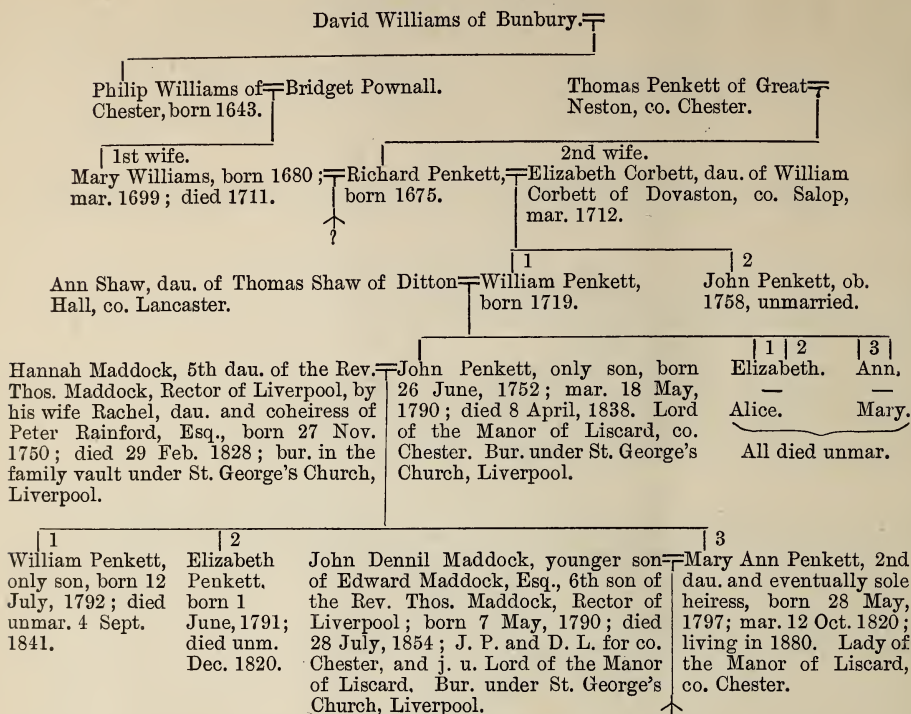 David Williams of Bunbury.
Philip Williams of Chester, born 1643.
Bridget Pownall.
Thomas Penkett of Great Neston, co. Chester.
1st wife.
Mary Williams, born 1680 ;
mar. 1699 ; died 1711.
Richard Penkett,
born 1675.
?
2nd wife.
Elizabeth Corbett, dau. of William
Corbett of Dovaston, co. Salop,
mar. 1712.
Ann Shaw, dau. of Thomas Shaw of Ditton
Hall, co. Lancaster.
1
William Penkett,
born 1719.
2
John Penkett, ob.
1758, unmarried.
Hannah Maddock, 5th dau. of the Rev.
Thos. Maddock, Rector of Liverpool, by
his wife Rachel, dau. and coheiress of
Peter Rainford, Esq., born 27 Nov.
1750 ; died 29 Feb. 1828 ; bur. in the
family vault under St. George's Church,
Liverpool.
John Penkett, only son, born
26 June, 1752 ; mar. 18 May,
1790 ; died 8 April, 1838. Lord
of the Manor of Liscard, co.
Chester. Bur. under St. George's
Church, Liverpool.
1 2 3
Elizabeth. Ann.
— —
Alice. Mary.
All died unmar.
1
William Penkett,
only son, born 12
July, 1792 ; died
unmar. 4 Sept.
1841.
2
Elizabeth
Penkett,
born 1
June, 1791;
died unm.
Dec. 1820.
John Dennil Maddock, younger son
of Edward Maddock, Esq., 6th son of
the Rev. Thos. Maddock, Rector of
Liverpool ; born 7 May, 1790 ; died
28 July, 1854 ; J. P. and D. L. for co.
Chester, and j. u. Lord of the Manor
of Liscard. Bur. under St. George's
Church, Liverpool.
3
Mary Ann Penkett, 2nd
dau. and eventually sole
heiress, born 28 May,
1797; mar. 12 Oct. 1820;
living in 1880. Lady of
the Manor of Liscard,
co. Chester.